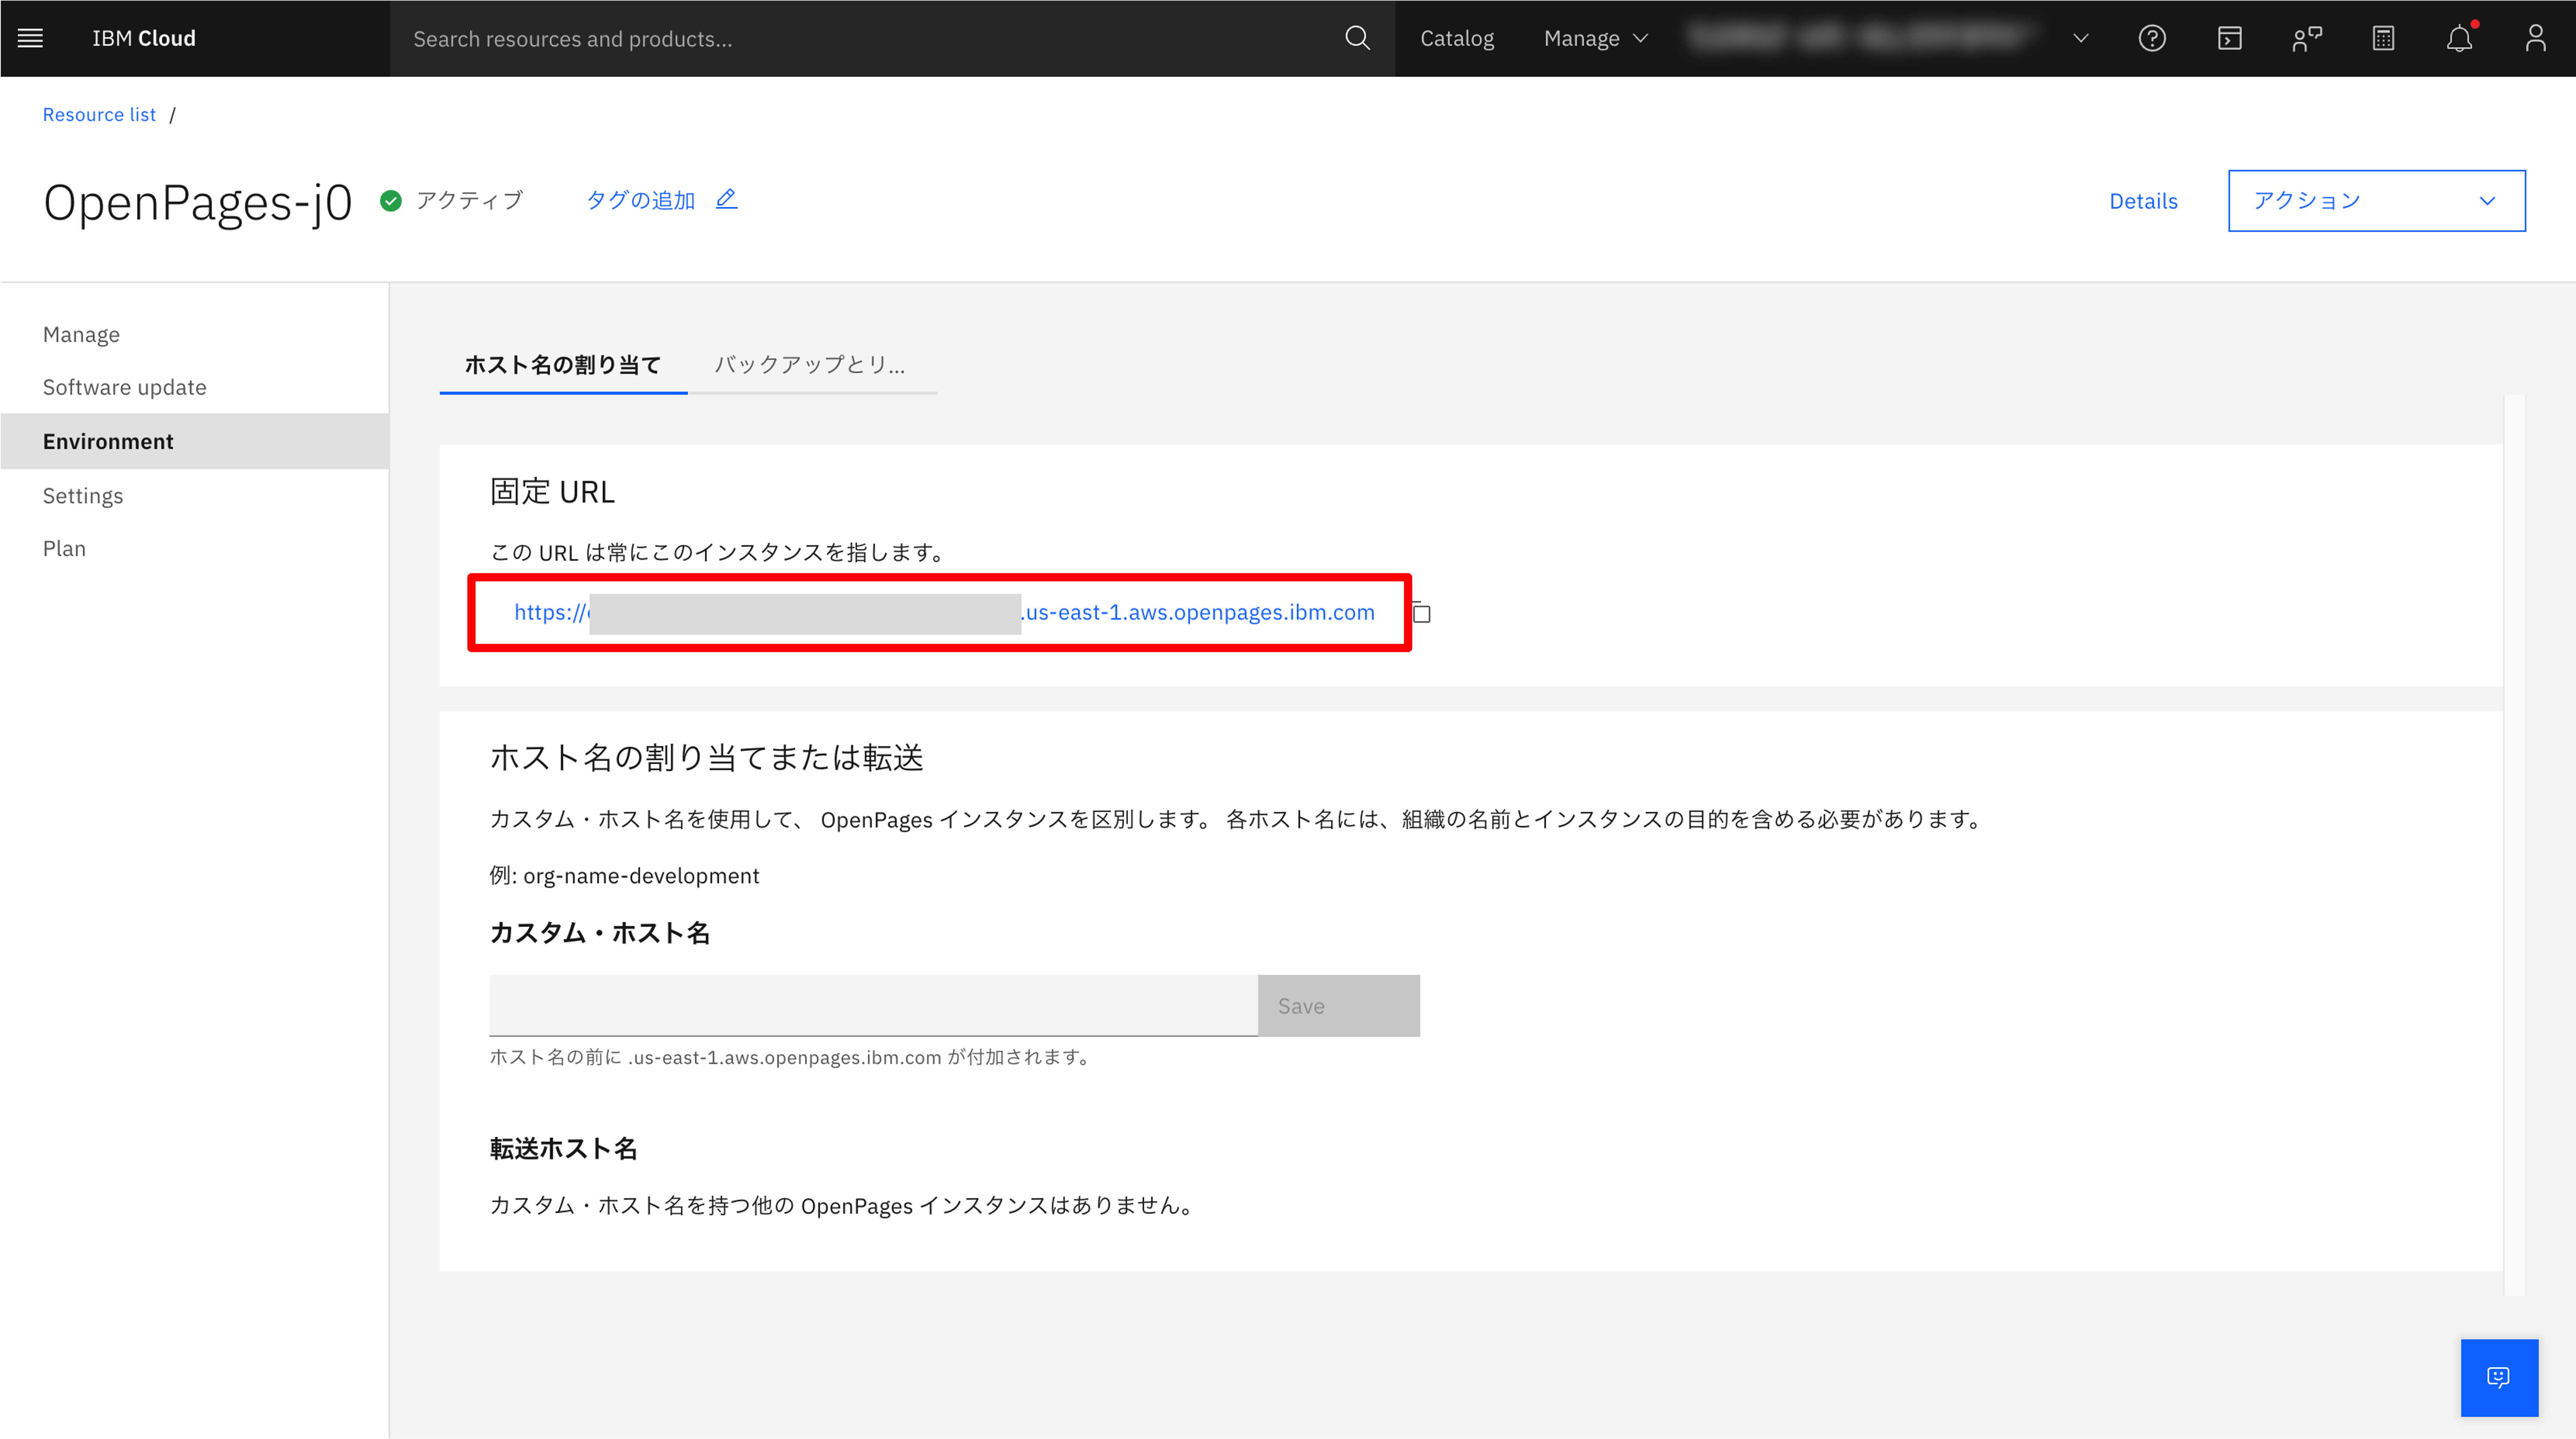 IBM Cloud
Search resources and products...
Catalog
Manage
Resource list /
OpenPages-j0
アクティブ
タグの追加
Details
アクション
Manage
Software update
Environment
Settings
Plan
ホスト名の割り当て
バックアップとリ...
固定 URL
この URL は常にこのインスタンスを指します。
https:// .us-east-1.aws.openpages.ibm.com
ホスト名の割り当てまたは転送
カスタム・ホスト名を使用して、 OpenPages インスタンスを区別します。 各ホスト名には、組織の名前とインスタンスの目的を含める必要があります。
例: org-name-development
カスタム・ホスト名
Save
ホスト名の前に .us-east-1.aws.openpages.ibm.com が付加されます。
転送ホスト名
カスタム・ホスト名を持つ他の OpenPages インスタンスはありません。